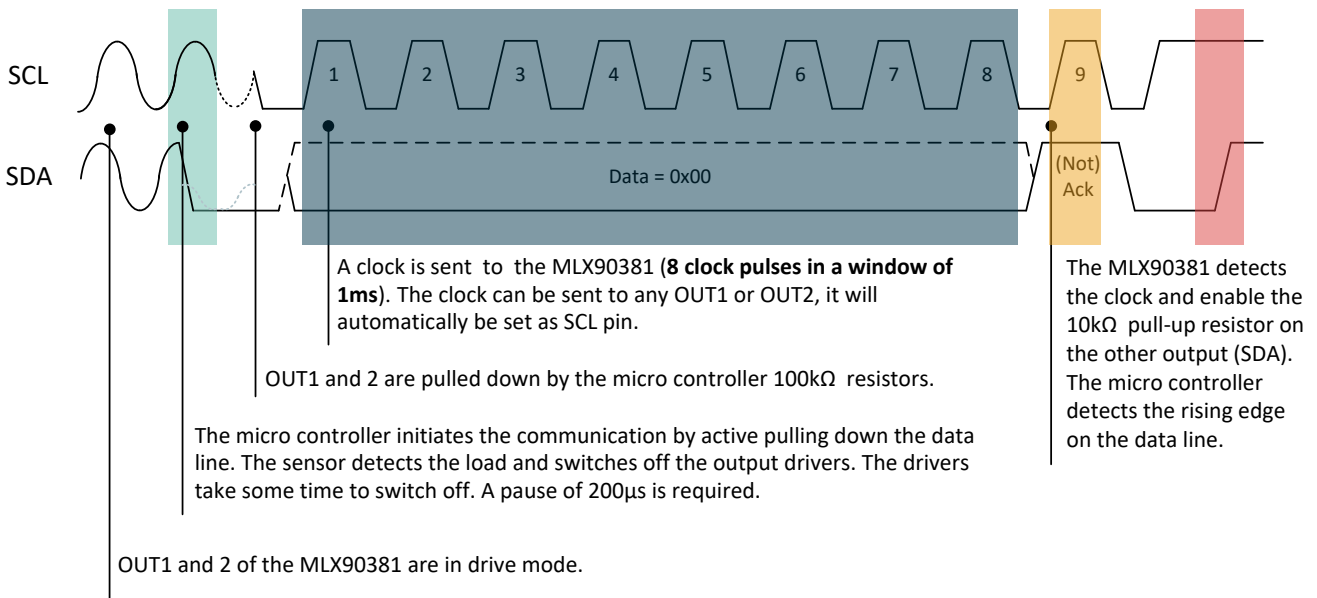 SCL
1 2 3 4 5 6 7 8 9
SDA
Data = 0x00
(Not)
Ack
A clock is sent to the MLX90381 (8 clock pulses in a window of
1ms). The clock can be sent to any OUT1 or OUT2, it will
automatically be set as SCL pin.
The MLX90381 detects
the clock and enable the
10kΩ pull-up resistor on
the other output (SDA).
The micro controller
detects the rising edge
on the data line.
OUT1 and 2 are pulled down by the micro controller 100kΩ resistors.
The micro controller initiates the communication by active pulling down the data
line. The sensor detects the load and switches off the output drivers. The drivers
take some time to switch off. A pause of 200µs is required.
OUT1 and 2 of the MLX90381 are in drive mode.